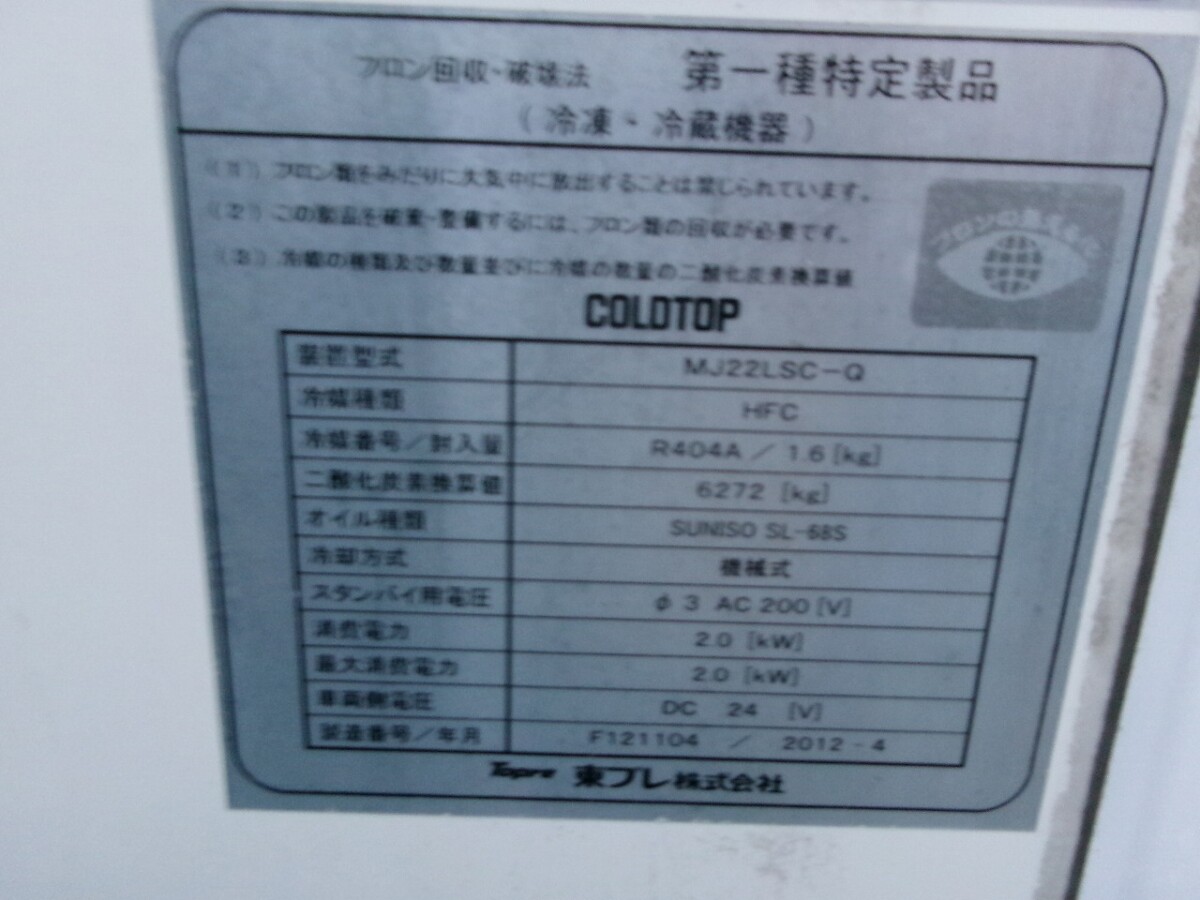 フロン回収・破壊法 第一種特定製品
(冷凍・冷蔵機器)
(1) フロン類をみだりに大気中に放出することは禁じられています。
(2) この製品を破棄・整備するには、フロン類の回収が必要です。
(3) 冷媒の種類及び数量並びに冷媒の数量の二酸化炭素換算値
フロンの見える化
COLDTOP
装置型式 MJ22LSC-Q
冷媒種類 HFC
冷媒番号/封入量 R404A / 1.6 [kg]
二酸化炭素換算値 6272 [kg]
オイル種類 SUNISO SL-68S
冷却方式 機械式
スタンバイ用電圧 φ3 AC 200 [V]
消費電力 2.0 [kW]
最大消費電力 2.0 [kW]
車両側電圧 DC 24 [V]
製造番号/年月 F121104 / 2012-4
Topre 東プレ株式会社